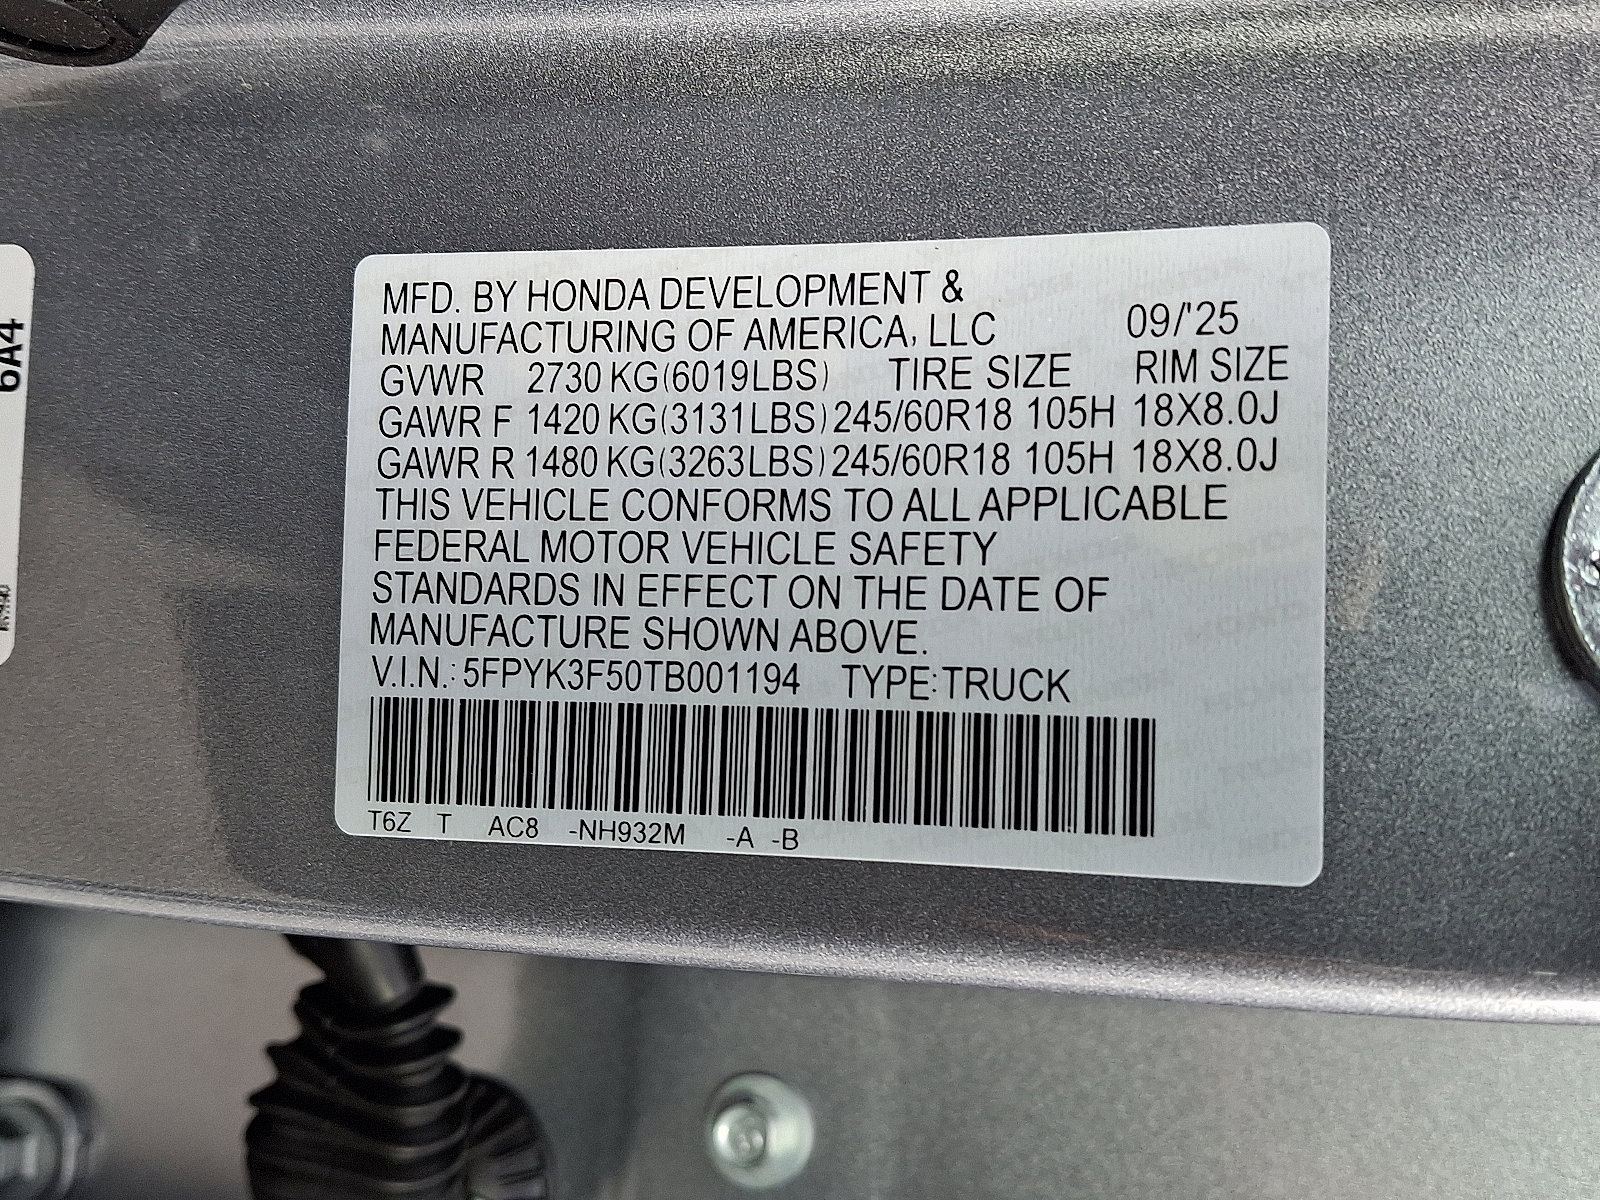 MFD. BY HONDA DEVELOPMENT &
MANUFACTURING OF AMERICA, LLC 09/'25
GVWR 2730 KG(6019LBS) TIRE SIZE RIM SIZE
GAWR F 1420 KG(3131LBS) 245/60R18 105H 18X8.0J
GAWR R 1480 KG(3263LBS) 245/60R18 105H 18X8.0J
THIS VEHICLE CONFORMS TO ALL APPLICABLE
FEDERAL MOTOR VEHICLE SAFETY
STANDARDS IN EFFECT ON THE DATE OF
MANUFACTURE SHOWN ABOVE.
V.I.N.: 5FPYK3F50TB001194 TYPE:TRUCK
T6Z T AC8 -NH932M -A -B
6A4